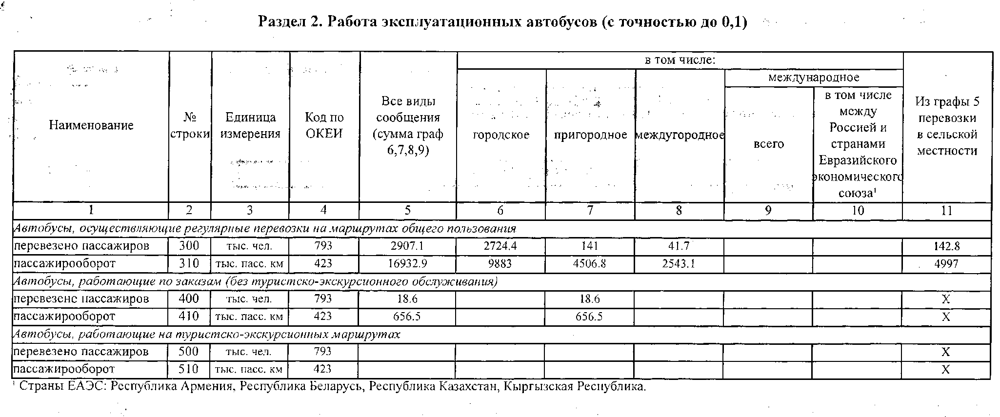 Раздел 2. Работа эксплуатационных автобусов (с точностью до 0,1)
Наименование
№
строки
Единица
измерения
Код по
ОКЕИ
Все виды
сообщения
(сумма граф
6,7,8,9)
в том числе:
городское
пригородное
междугородное
международное
всего
в том числе
между
Россией и
странами
Евразийского
экономического
союза¹
Из графы 5
перевозки
в сельской
местности
1 2 3 4 5 6 7 8 9 10 11
Автобусы, осуществляющие регулярные перевозки на маршрутах общего пользования
перевезено пассажиров 300 тыс. чел. 793 2907.1 2724.4 141 41.7 142.8
пассажирооборот 310 тыс. пасс. км 423 16932.9 9883 4506.8 2543.1 4997
Автобусы, работающие по заказам (без туристско-экскурсионного обслуживания)
перевезено пассажиров 400 тыс. чел. 793 18.6 18.6 X
пассажирооборот 410 тыс. пасс. км 423 656.5 656.5 X
Автобусы, работающие на туристско-экскурсионных маршрутах
перевезено пассажиров 500 тыс. чел. 793 X
пассажирооборот 510 тыс. пасс. км 423 X
¹ Страны ЕАЭС: Республика Армения, Республика Беларусь, Республика Казахстан, Кыргызская Республика.